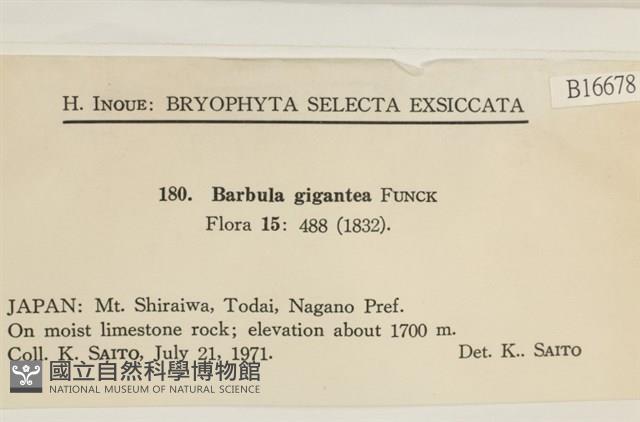 H. INOUE: BRYOPHYTA SELECTA EXSICCATA
B16678
180. Barbula gigantea FUNCK
Flora 15: 488 (1832).
JAPAN: Mt. Shiraiwa, Todai, Nagano Pref.
On moist limestone rock; elevation about 1700 m.
Coll. K. SAITO, July 21, 1971. Det. K.. SAITO
國立自然科學博物館
NATIONAL MUSEUM OF NATURAL SCIENCE